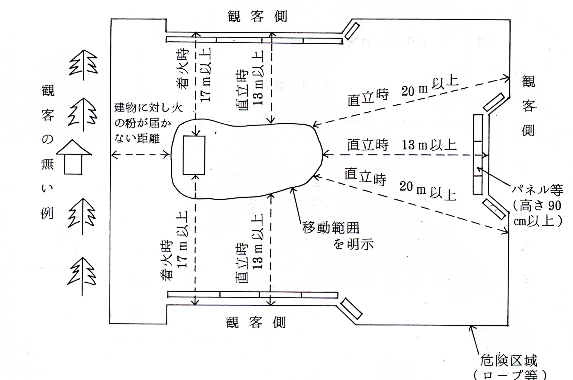 観客側
着火時
17m以上
直立時
13m以上
直立時 20m以上
観客側
観客の無い例
建物に対し火
の粉が届か
ない距離
直立時 13m以上
直立時 20m以上
パネル等
(高さ90
cm以上)
着火時
17m以上
直立時
13m以上
移動範囲
を明示
観客側
危険区域
(ロープ等)